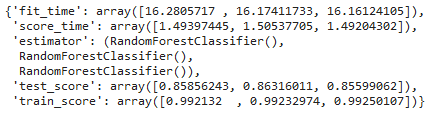 {'fit_time': array([16.2805717 , 16.17411733, 16.16124105]),
 'score_time': array([1.49397445, 1.50537705, 1.49204302]),
 'estimator': (RandomForestClassifier(),
  RandomForestClassifier(),
  RandomForestClassifier()),
 'test_score': array([0.85856243, 0.86316011, 0.85599062]),
 'train_score': array([0.992132  , 0.99232974, 0.99250107])}